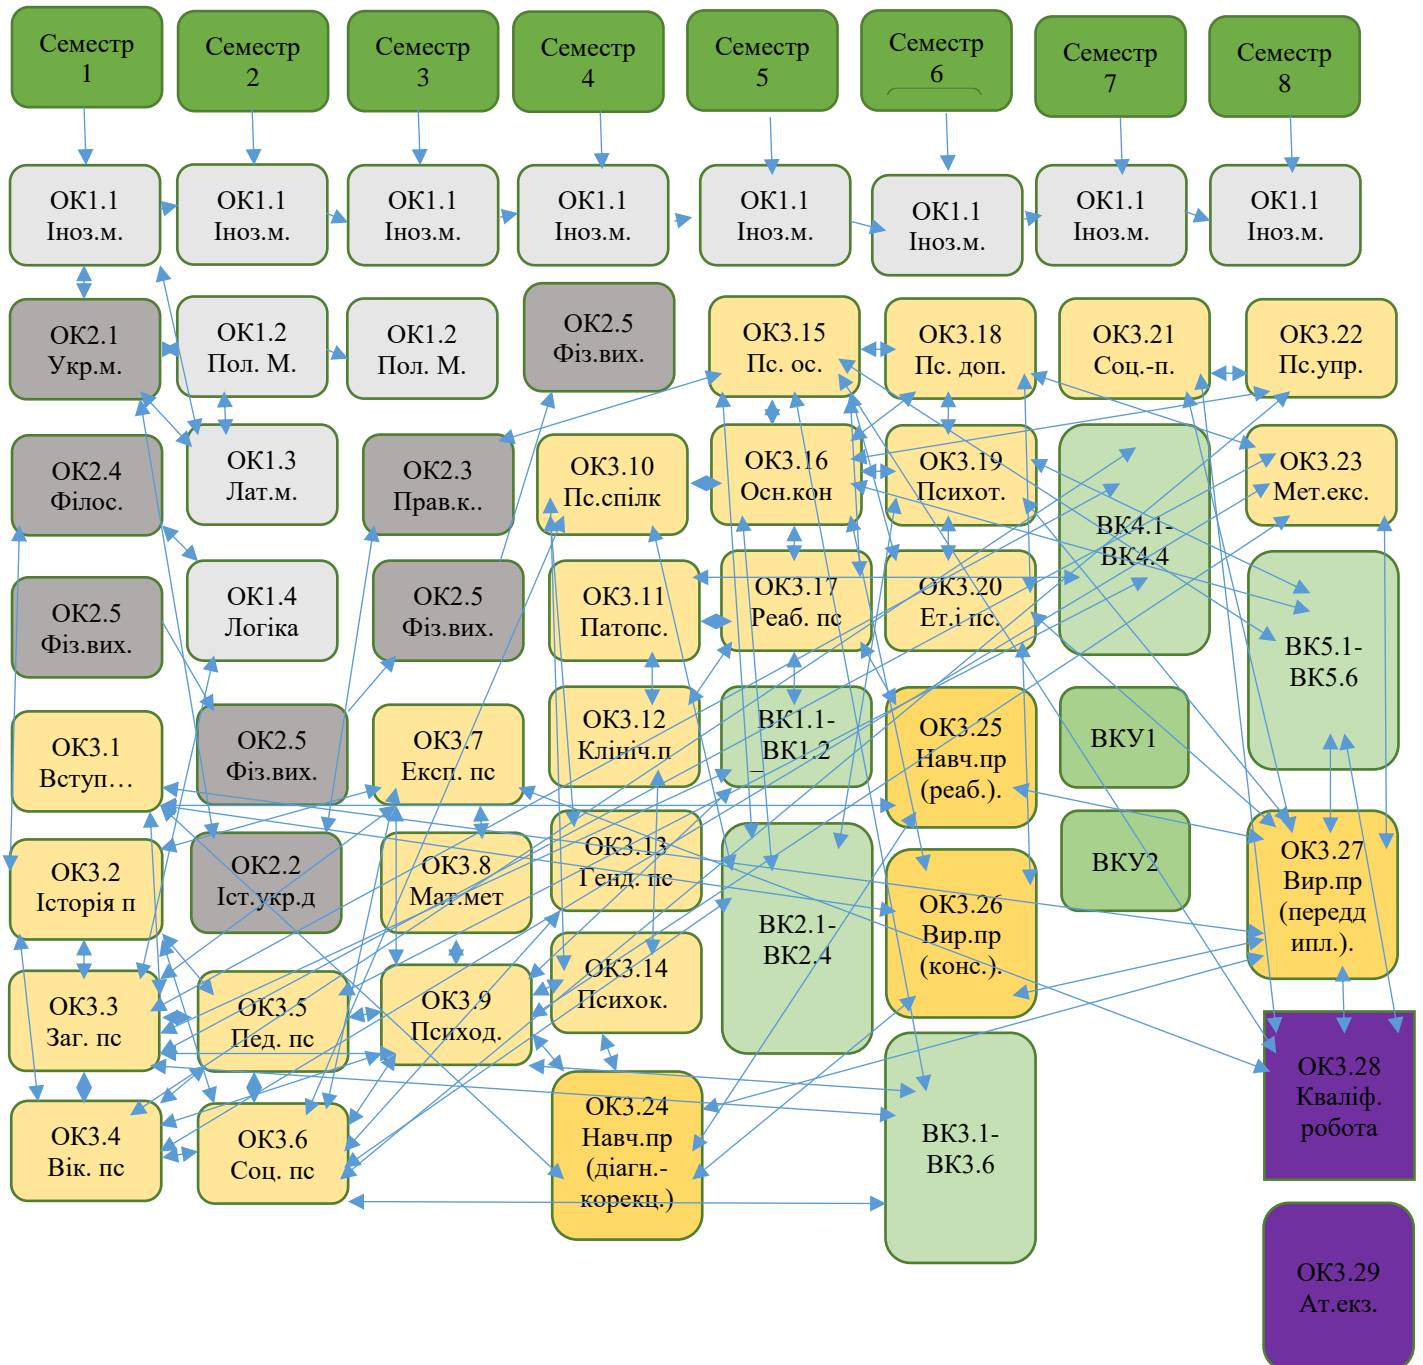 Семестр
1
Семестр
2
Семестр
3
Семестр
4
Семестр
5
Семестр
6
Семестр
7
Семестр
8
ОК1.1
Іноз.м.
ОК1.1
Іноз.м.
ОК1.1
Іноз.м.
ОК1.1
Іноз.м.
ОК1.1
Іноз.м.
ОК1.1
Іноз.м.
ОК1.1
Іноз.м.
ОК1.1
Іноз.м.
ОК2.1
Укр.м.
ОК1.2
Пол. М.
ОК1.2
Пол. М.
ОК2.5
Фіз.вих.
ОК3.15
Пс. ос.
ОК3.18
Пс. доп.
ОК3.21
Соц.-п.
ОК3.22
Пс.упр.
ОК2.4
Філос.
ОК1.3
Лат.м.
ОК2.3
Прав.к..
ОК3.10
Пс.спілк
ОК3.16
Осн.кон
ОК3.19
Психот.
ВК4.1-
ВК4.4
ОК3.23
Мет.екс.
ОК2.5
Фіз.вих.
ОК1.4
Логіка
ОК2.5
Фіз.вих.
ОК3.11
Патопс.
ОК3.17
Реаб. пс
ОК3.20
Ет.і пс.
ВК5.1-
ВК5.6
ОК3.1
Вступ…
ОК2.5
Фіз.вих.
ОК3.7
Експ. пс
ОК3.12
Клініч.п
ВК1.1-
_ВК1.2
ОК3.25
Навч.пр
(реаб.).
ВКУ1
ОК3.2
Історія п
ОК2.2
Іст.укр.д
ОК3.8
Мат.мет
ОК3.13
Генд. пс
ВК2.1-
ВК2.4
ОК3.26
Вир.пр
(конс.).
ВКУ2
ОК3.27
Вир.пр
(передд
ипл.).
ОК3.3
Заг. пс
ОК3.5
Пед. пс
ОК3.9
Психод.
ОК3.14
Психок.
ОК3.4
Вік. пс
ОК3.6
Соц. пс
ОК3.24
Навч.пр
(діагн.-
корекц.)
ВК3.1-
ВК3.6
ОК3.28
Кваліф.
робота
ОК3.29
Ат.екз.